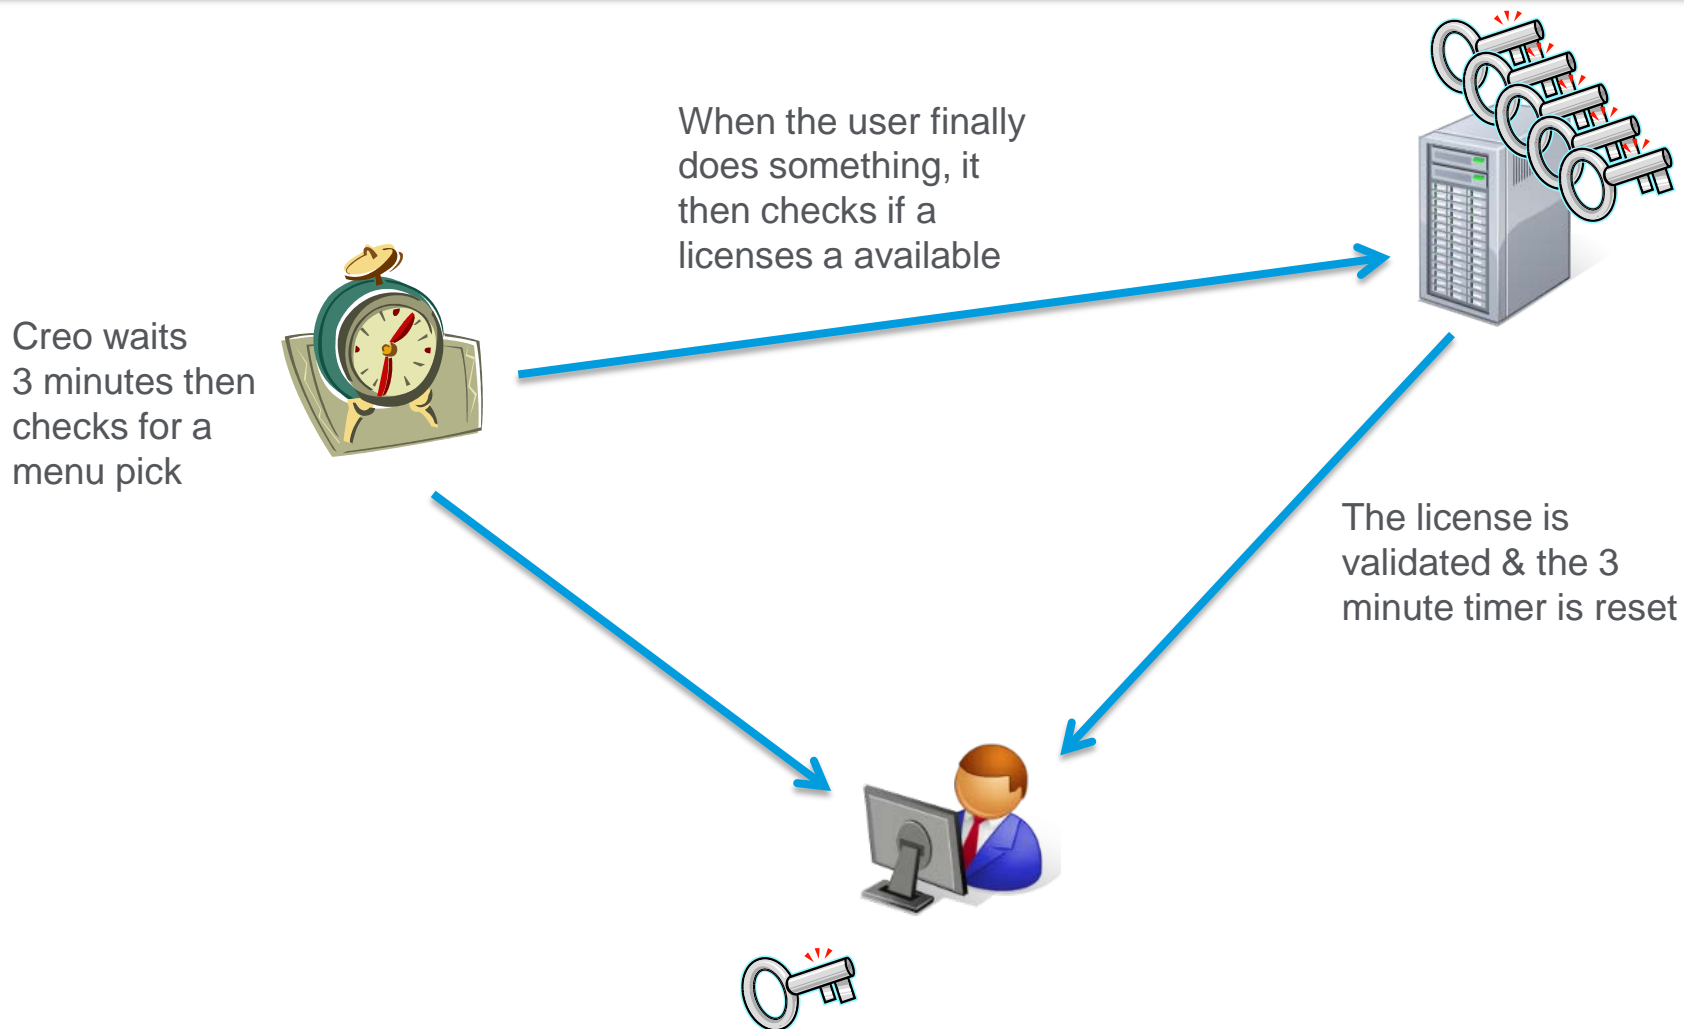 When the user finally
does something, it
then checks if a
licenses a available
Creo waits
3 minutes then
checks for a
menu pick
The license is
validated & the 3
minute timer is reset